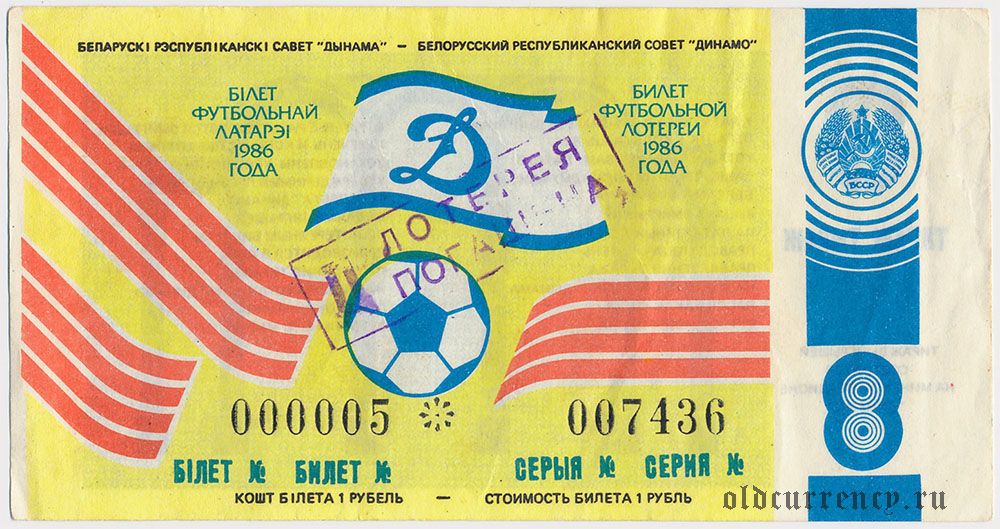 БЕЛАРУСКІ РЭСПУБЛІКАНСКІ САВЕТ "ДЫНАМА" — БЕЛОРУССКИЙ РЕСПУБЛИКАНСКИЙ СОВЕТ "ДИНАМО"
БІЛЕТ
ФУТБОЛЬНАЙ
ЛАТАРЭІ
1986
ГОДА
БИЛЕТ
ФУТБОЛЬНОЙ
ЛОТЕРЕИ
1986
ГОДА
Д
ЛОТЕРЕЯ
ПОГАШЕНА
БССР
8
000005 007436
БІЛЕТ № БИЛЕТ № СЕРЫЯ № СЕРИЯ №
КОШТ БІЛЕТА 1 РУБЕЛЬ — СТОИМОСТЬ БИЛЕТА 1 РУБЛЬ
oldcurrency.ru